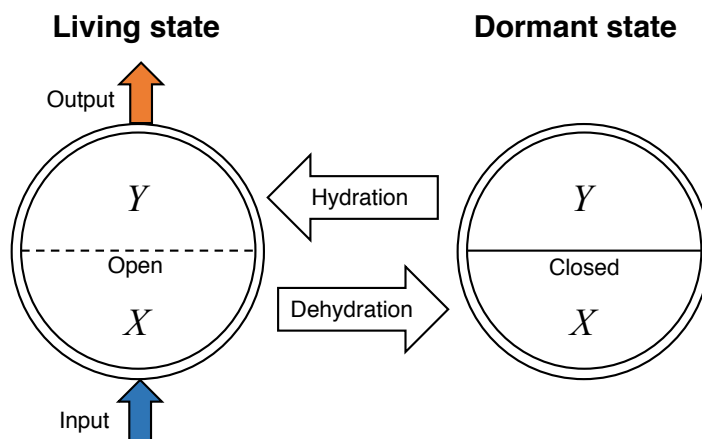 Living state
Dormant state
Output
Y
Hydration
Y
Open
Closed
X
Dehydration
X
Input